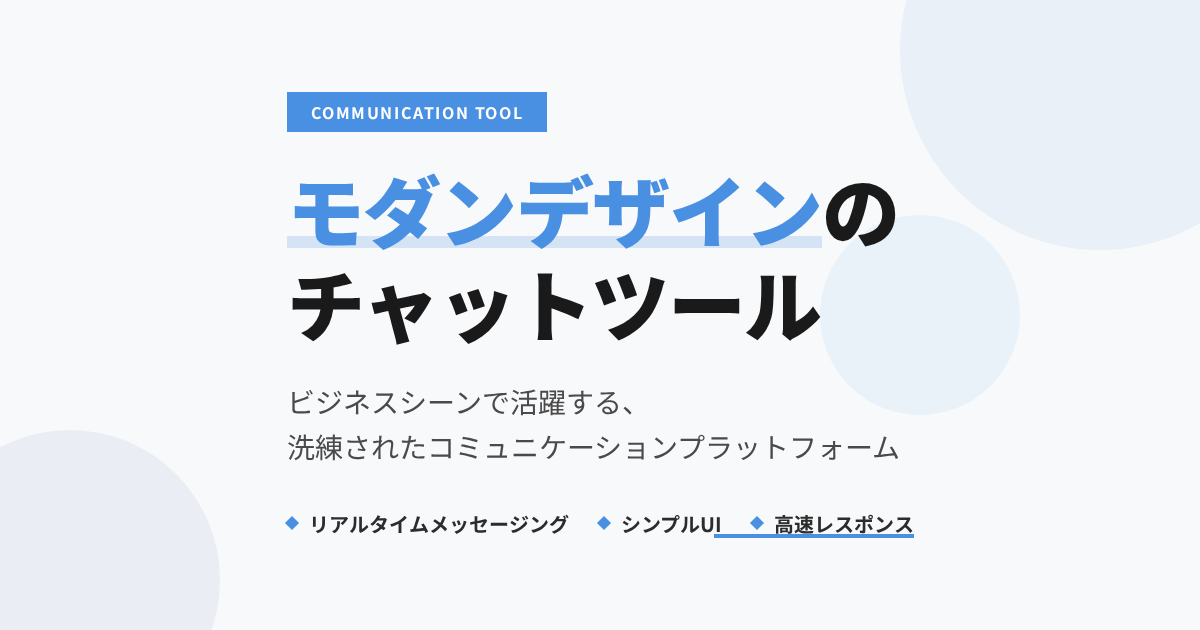 COMMUNICATION TOOL
モダンデザインの
チャットツール
ビジネスシーンで活躍する、
洗練されたコミュニケーションプラットフォーム
リアルタイムメッセージング シンプルUI 高速レスポンス